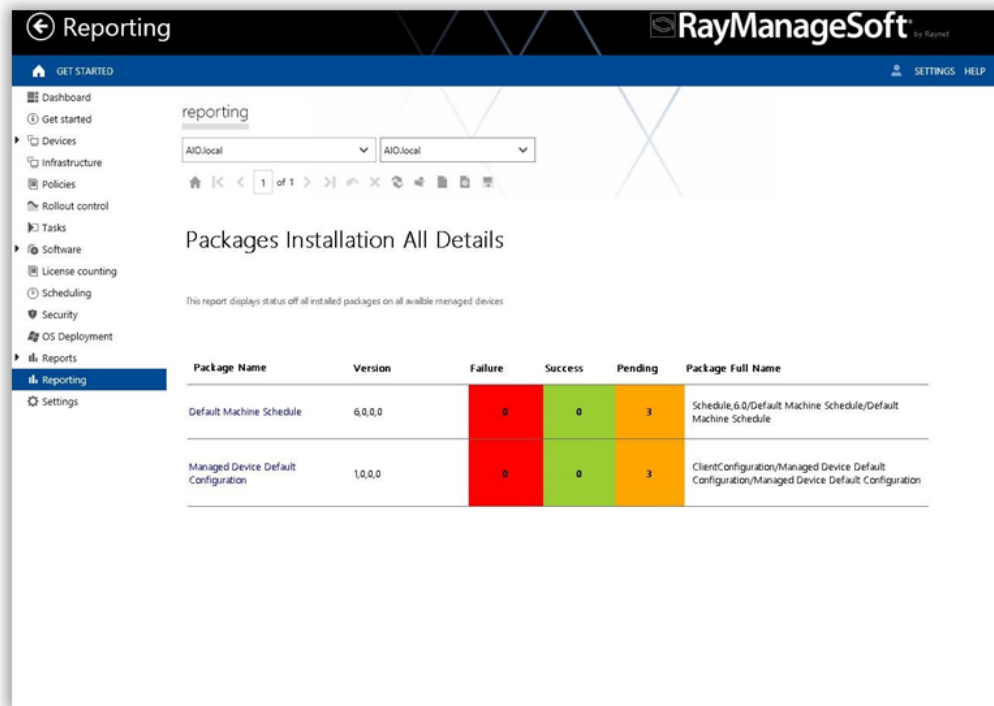 Reporting
RayManageSoft by Raynet
GET STARTED
SETTINGS HELP
Dashboard
Get started
Devices
Infrastructure
Policies
Rollout control
Tasks
Software
License counting
Scheduling
Security
OS Deployment
Reports
Reporting
Settings
reporting
AIO.local AIO.local
1 of 1
Packages Installation All Details
This report displays status off all installed packages on all availble menaged devices
Package Name Version Failure Success Pending Package Full Name
Default Machine Schedule 6,0,0,0 0 0 3 Schedule,6.0/Default Machine Schedule/Default
Machine Schedule
Managed Device Default
Configuration 1,0,0,0 0 0 3 ClientConfiguration/Managed Device Default
Configuration/Managed Device Default Configuration